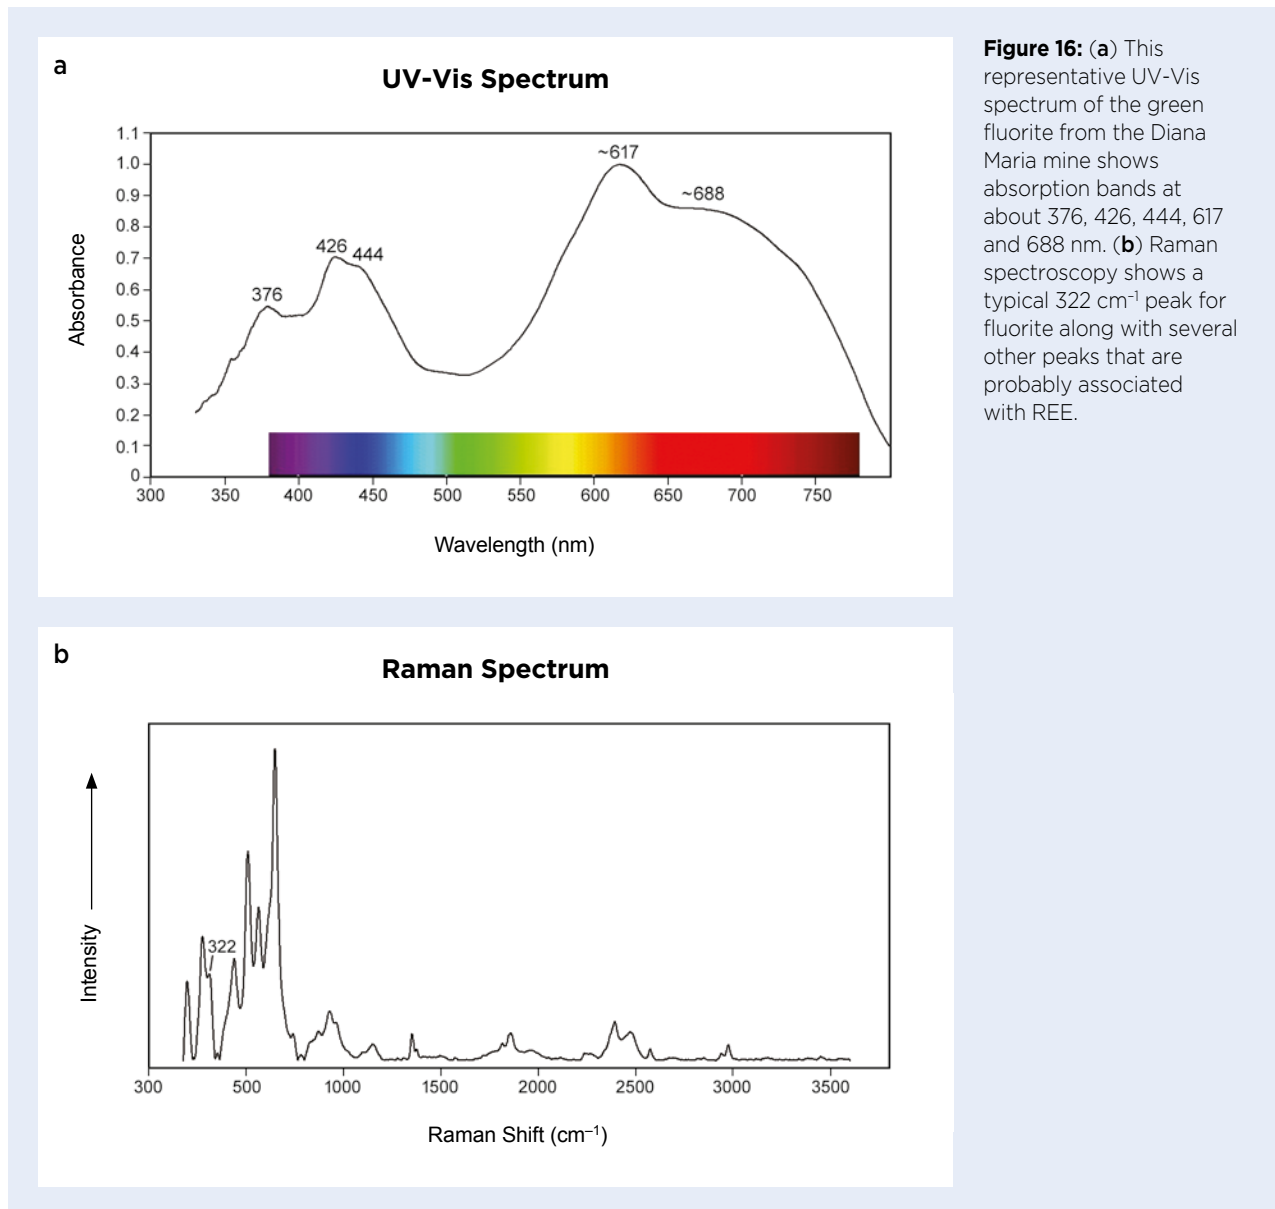 a
UV-Vis Spectrum
1.1
1.0
0.9
0.8
0.7
0.6
0.5
0.4
0.3
0.2
0.1
0
Absorbance
376
426
444
~617
~688
300 350 400 450 500 550 600 650 700 750
Wavelength (nm)
b
Raman Spectrum
Intensity
322
300 500 1000 1500 2000 2500 3000 3500
Raman Shift (cm⁻¹)
Figure 16: (a) This
representative UV-Vis
spectrum of the green
fluorite from the Diana
Maria mine shows
absorption bands at
about 376, 426, 444, 617
and 688 nm. (b) Raman
spectroscopy shows a
typical 322 cm⁻¹ peak for
fluorite along with several
other peaks that are
probably associated
with REE.